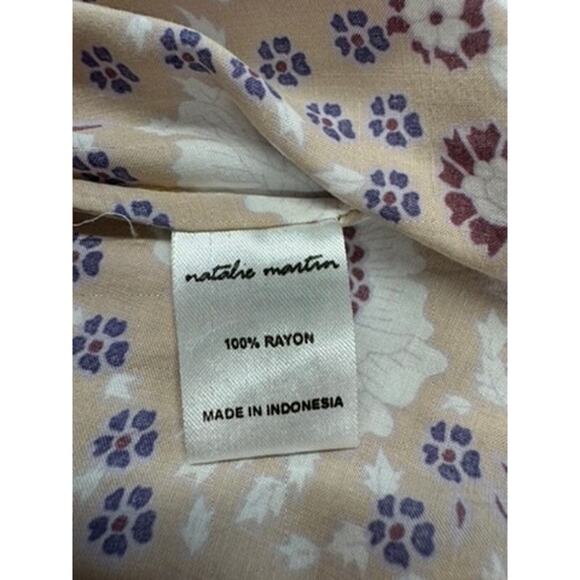 natalie martin
100% RAYON
MADE IN INDONESIA